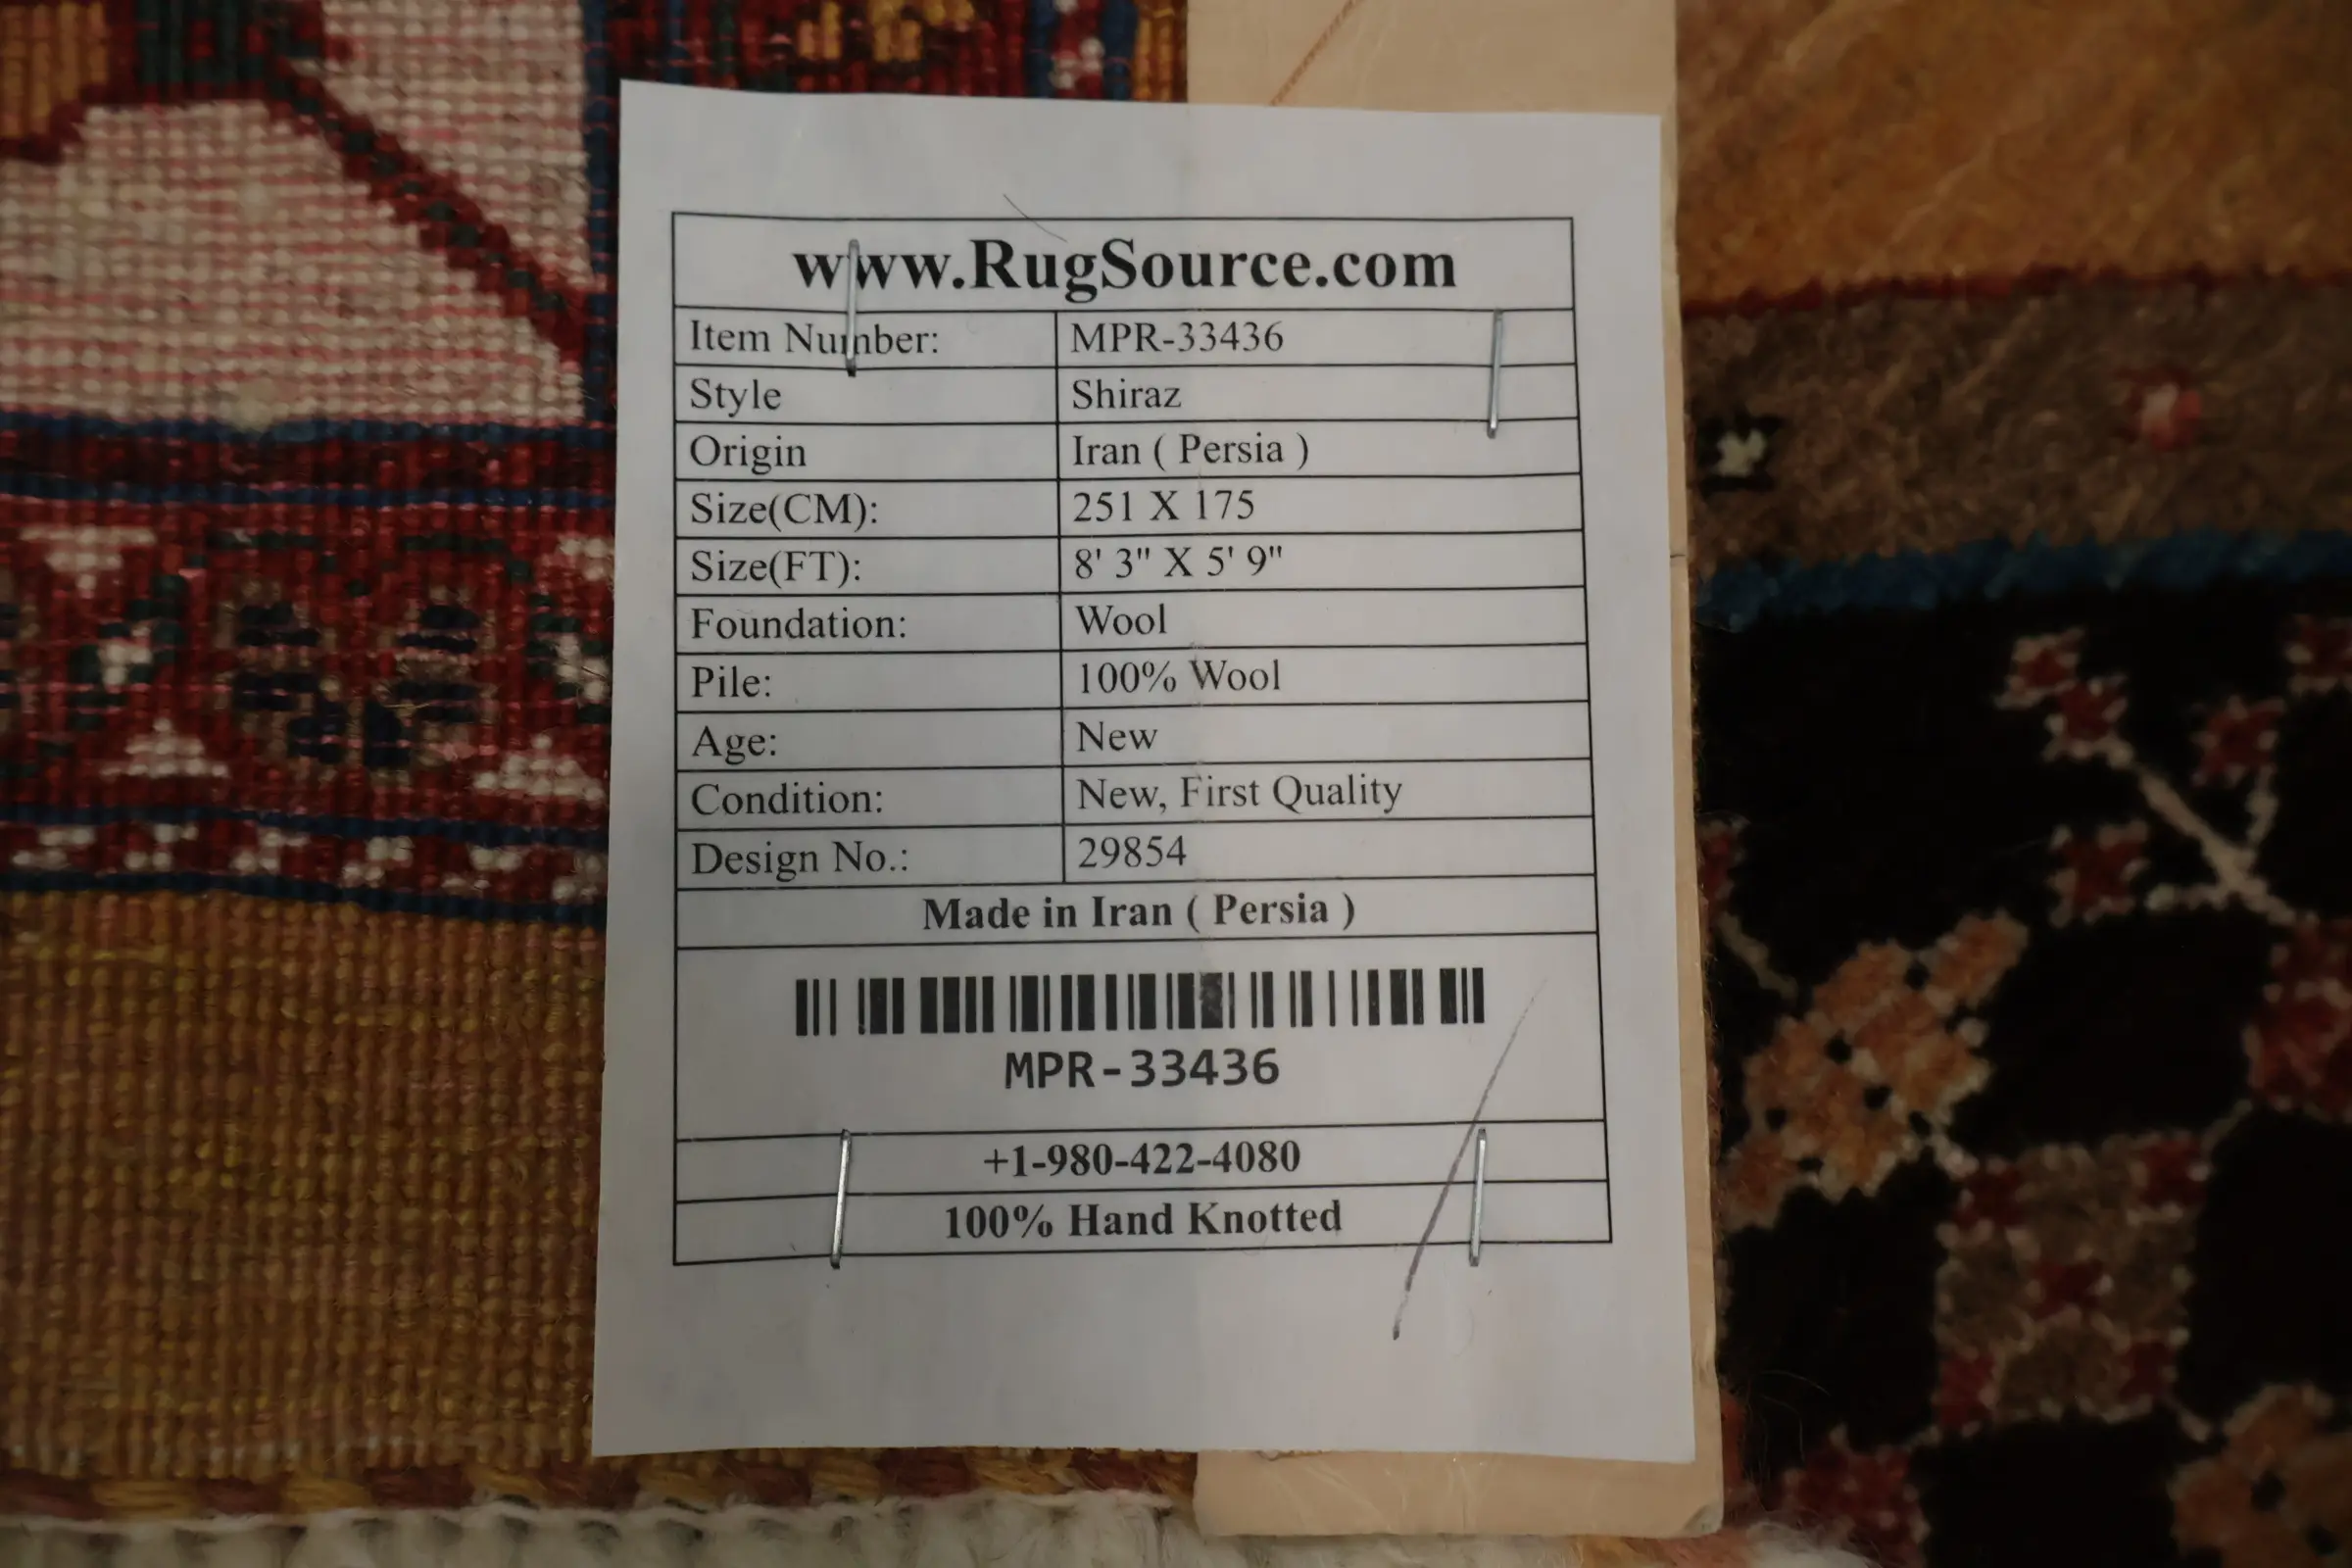 www.RugSource.com
Item Number: MPR-33436
Style Shiraz
Origin Iran ( Persia )
Size(CM): 251 X 175
Size(FT): 8' 3" X 5' 9"
Foundation: Wool
Pile: 100% Wool
Age: New
Condition: New, First Quality
Design No.: 29854
Made in Iran ( Persia )
MPR-33436
+1-980-422-4080
100% Hand Knotted